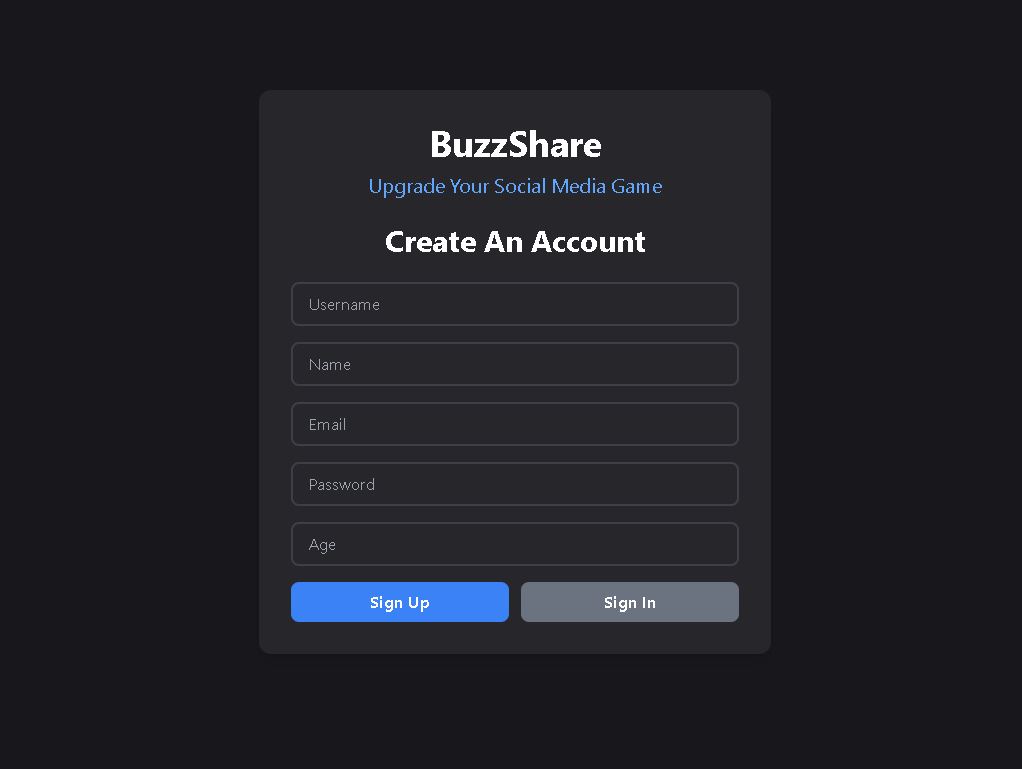 BuzzShare
Upgrade Your Social Media Game
Create An Account
Username
Name
Email
Password
Age
Sign Up
Sign In